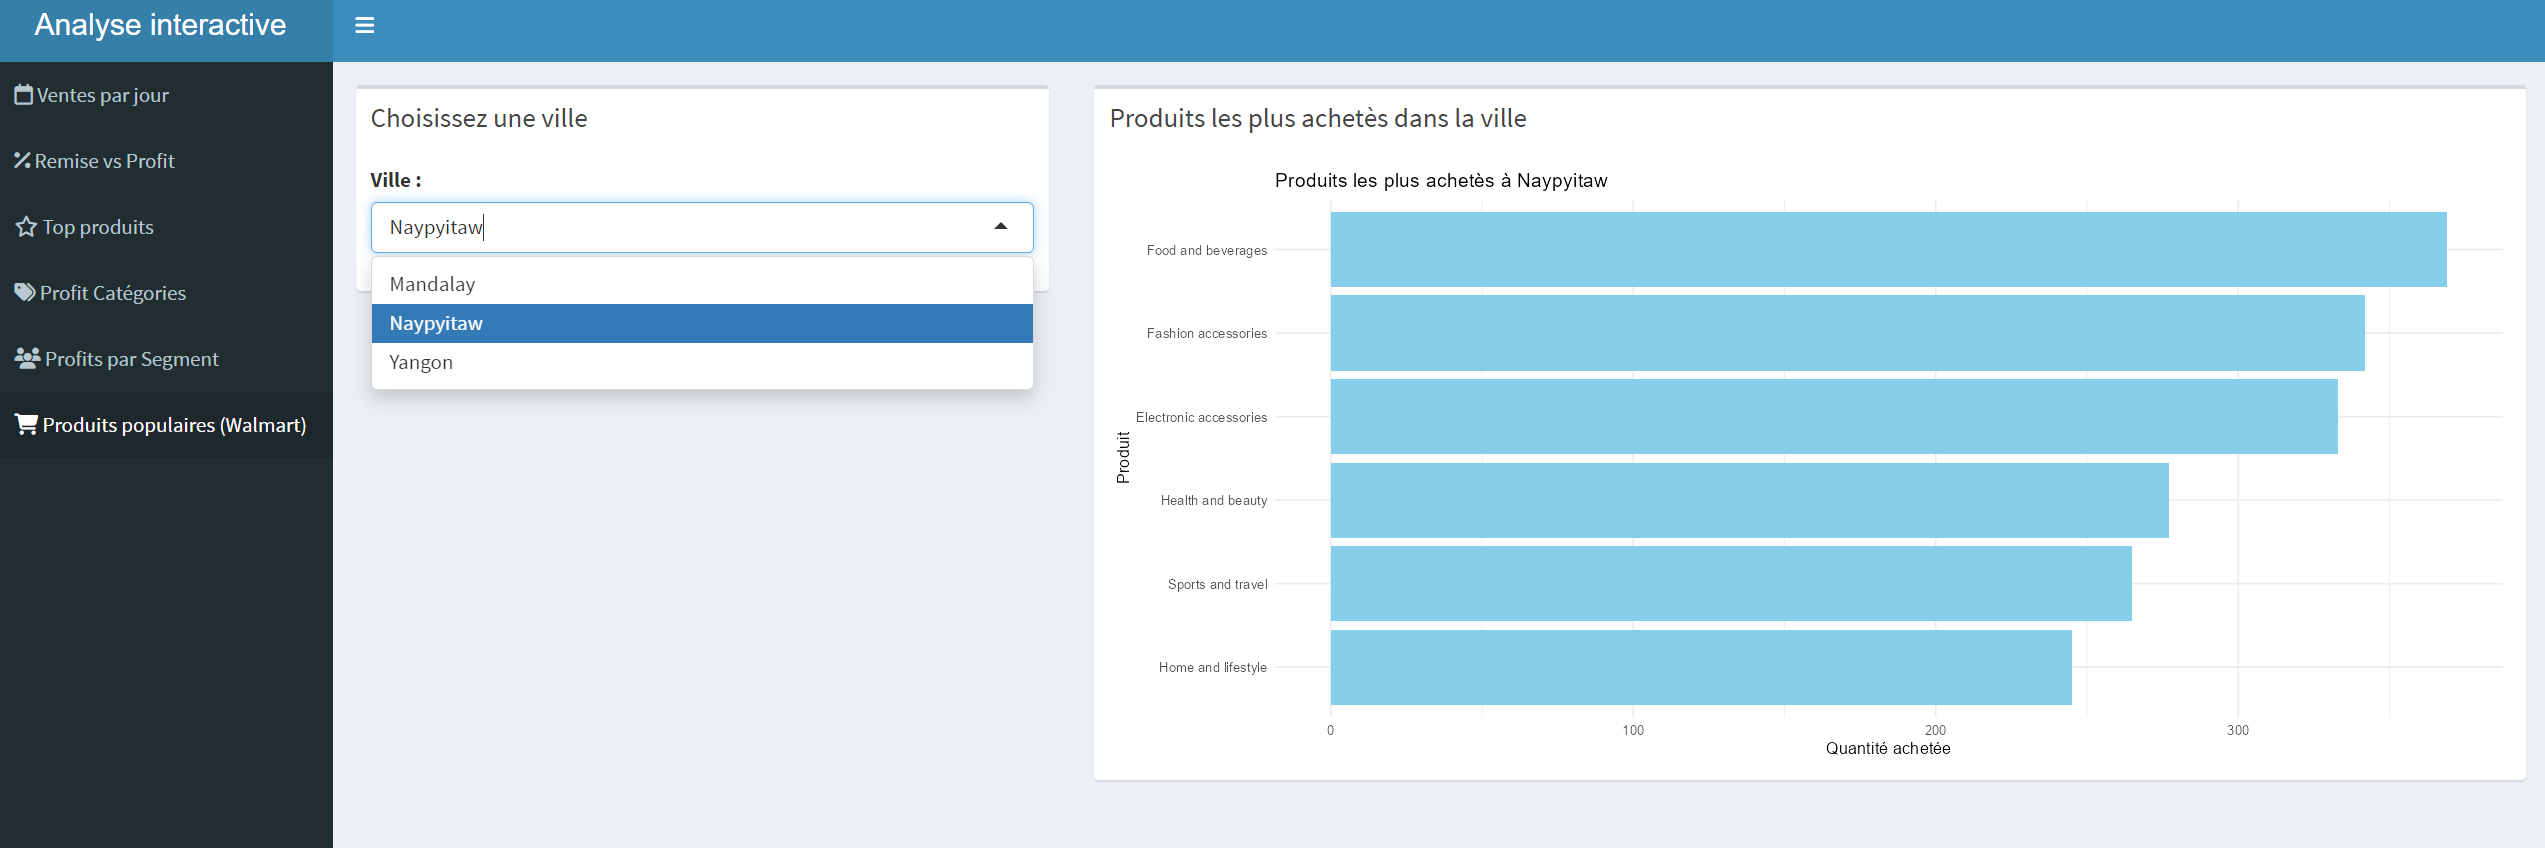 Analyse interactive
Ventes par jour
Remise vs Profit
Top produits
Profit Catégories
Profits par Segment
Produits populaires (Walmart)
Choisissez une ville
Ville :
Naypyitaw
Mandalay
Naypyitaw
Yangon
Produits les plus achetès dans la ville
Produits les plus achetès à Naypyitaw
Produit
Food and beverages
Fashion accessories
Electronic accessories
Health and beauty
Sports and travel
Home and lifestyle
0 100 200 300
Quantité achetée